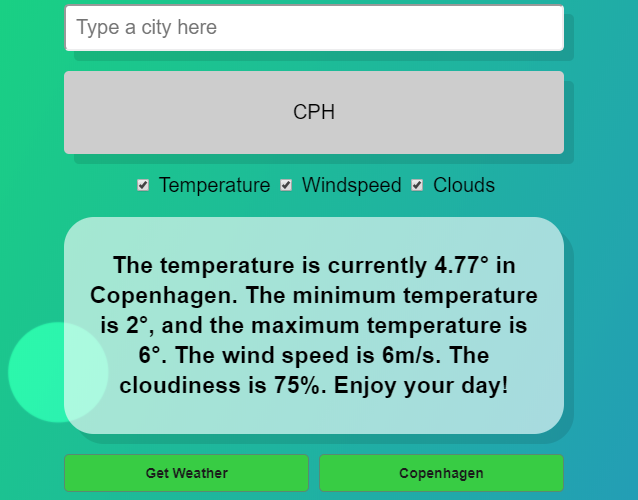 Type a city here
CPH
Temperature Windspeed Clouds
The temperature is currently 4.77° in
Copenhagen. The minimum temperature
is 2°, and the maximum temperature is
6°. The wind speed is 6m/s. The
cloudiness is 75%. Enjoy your day!
Get Weather Copenhagen